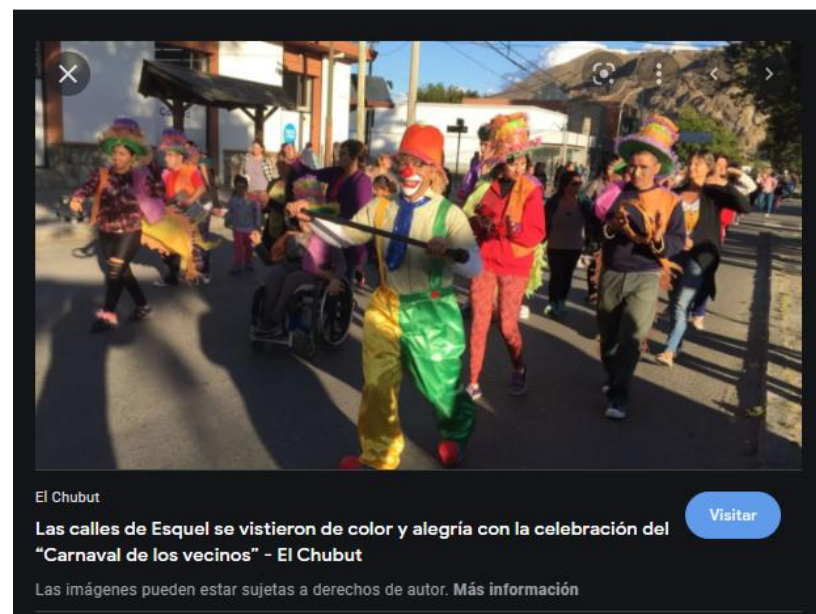 El Chubut
Las calles de Esquel se vistieron de color y alegría con la celebración del
“Carnaval de los vecinos” - El Chubut
Visitar
Las imágenes pueden estar sujetas a derechos de autor. Más información